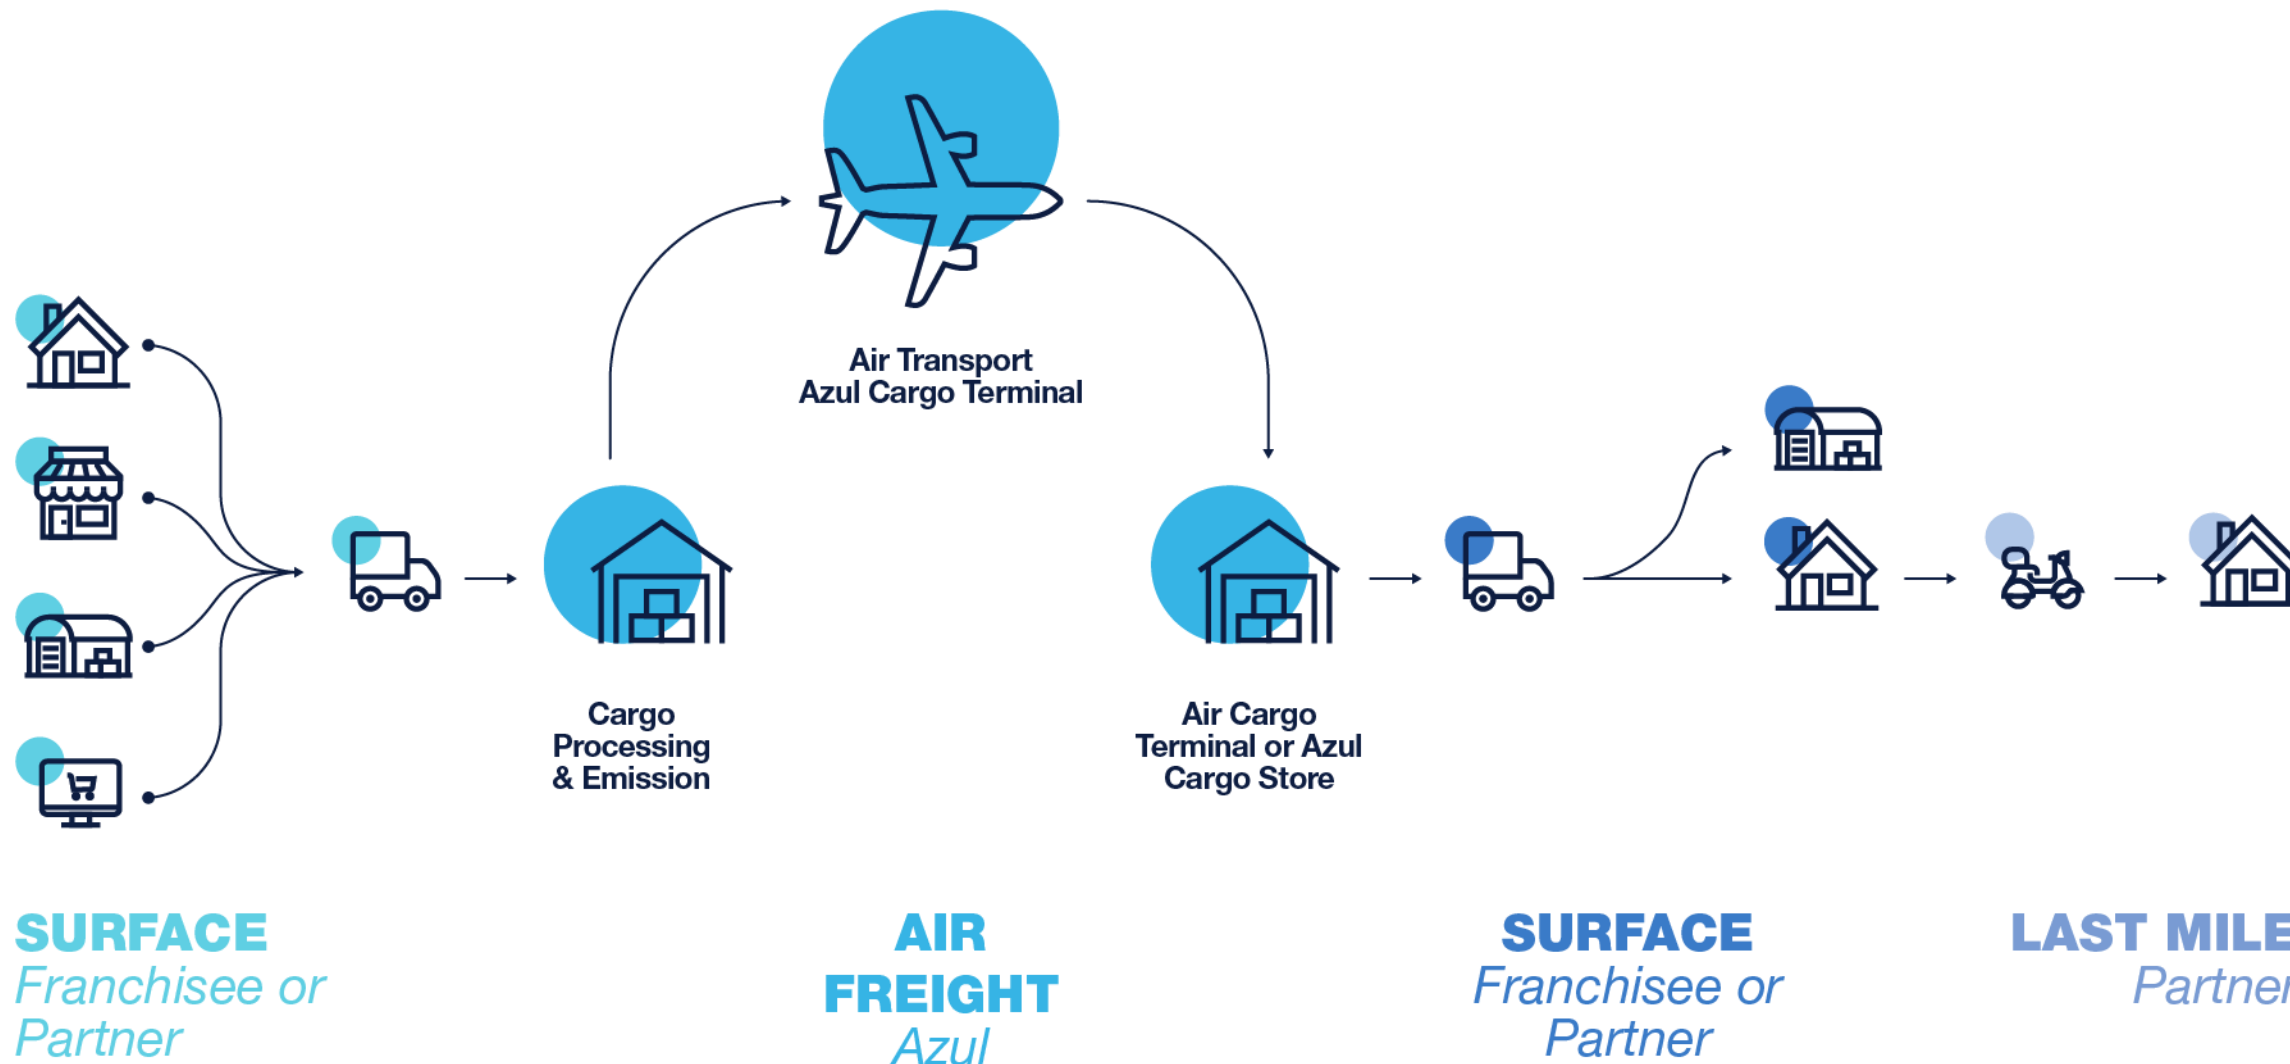 Air Transport
Azul Cargo Terminal
Cargo
Processing
& Emission
Air Cargo
Terminal or Azul
Cargo Store
SURFACE
Franchisee or
Partner
AIR
FREIGHT
Azul
SURFACE
Franchisee or
Partner
LAST MILE
Partner